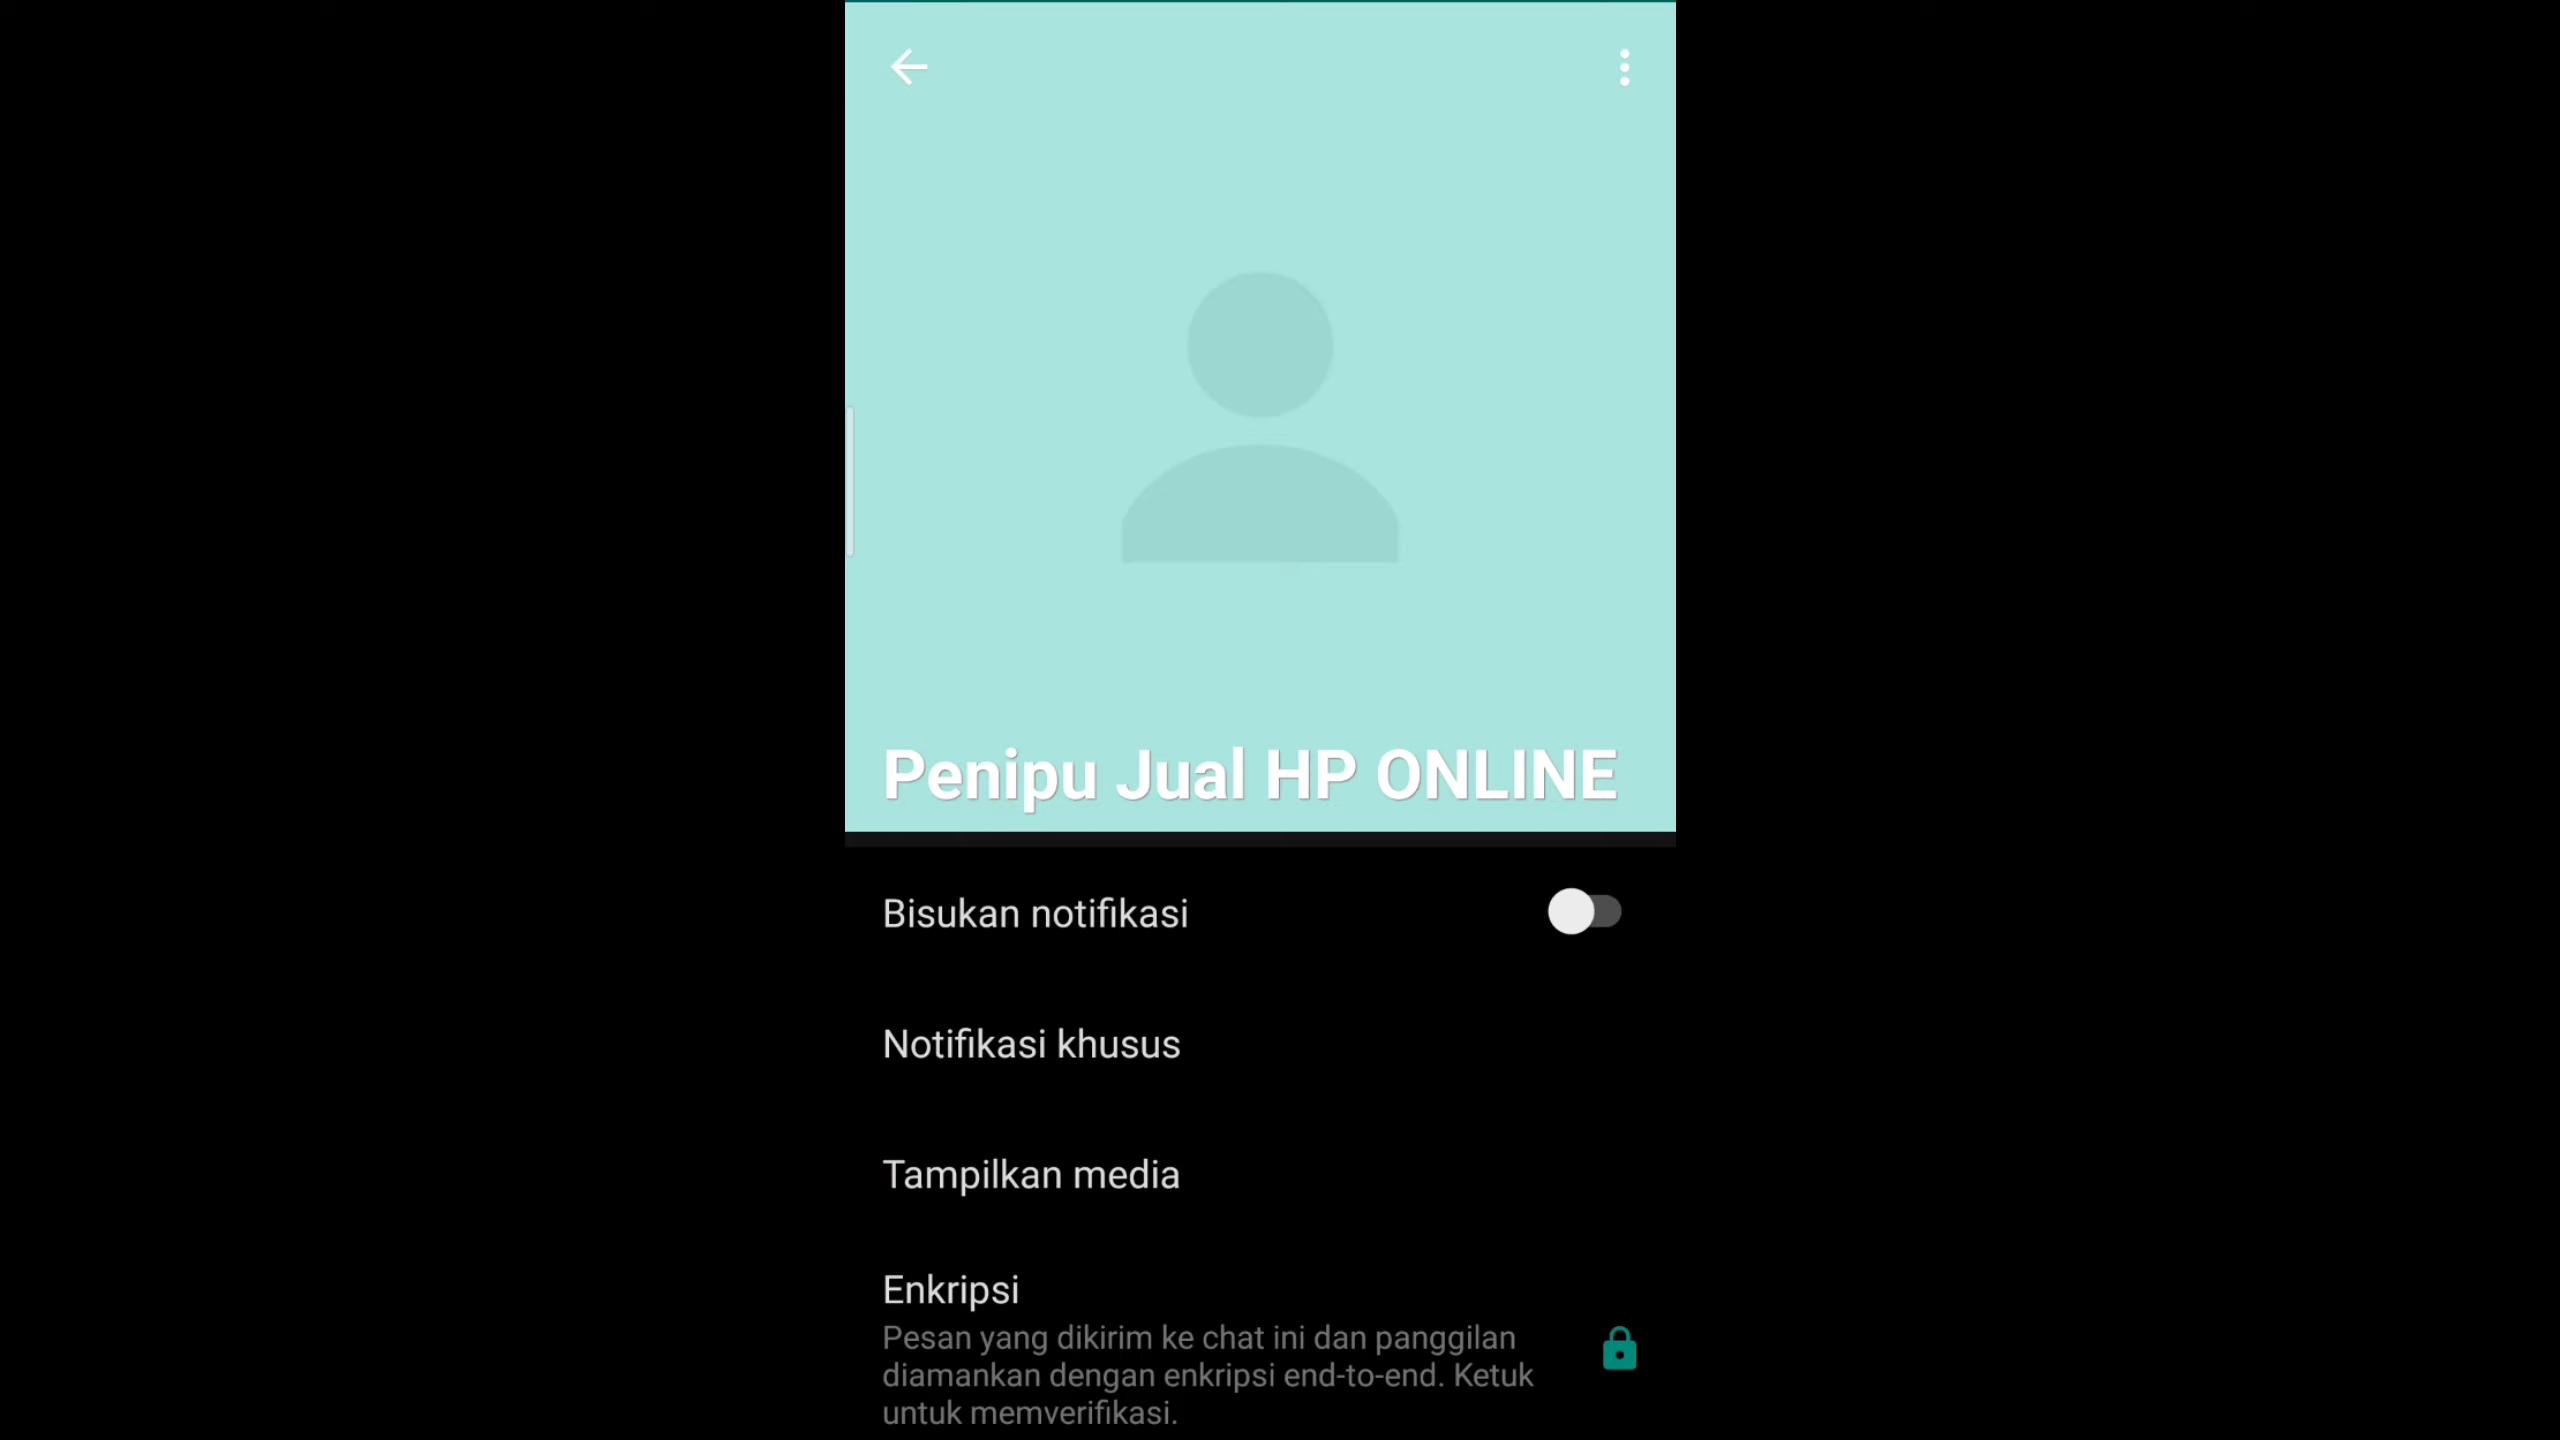 Penipu Jual HP ONLINE
Bisukan notifikasi
Notifikasi khusus
Tampilkan media
Enkripsi
Pesan yang dikirim ke chat ini dan panggilan
diamankan dengan enkripsi end-to-end. Ketuk
untuk memverifikasi.